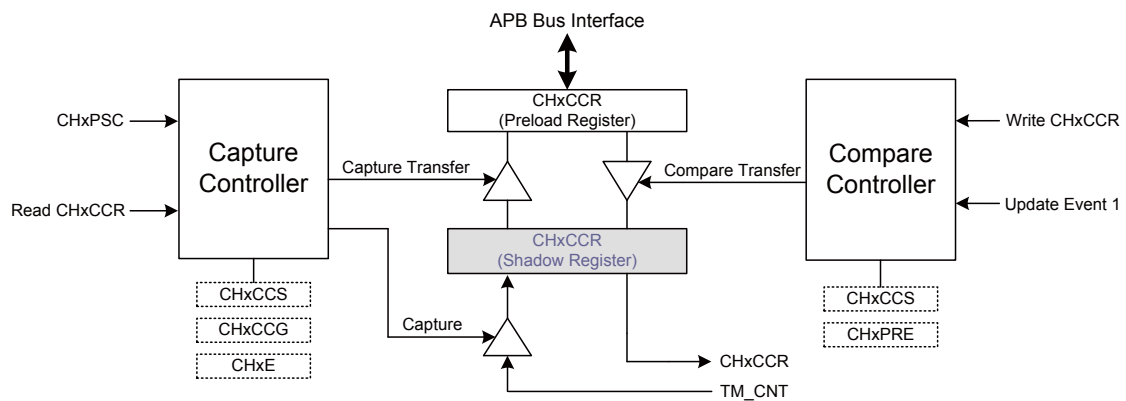 APB Bus Interface
CHxCCR
(Preload Register)
CHxPSC
Read CHxCCR
Capture
Controller
Capture Transfer
Compare Transfer
Compare
Controller
Write CHxCCR
Update Event 1
CHxCCR
(Shadow Register)
CHxCCS
CHxCCG
CHxE
Capture
CHxCCS
CHxPRE
CHxCCR
TM_CNT